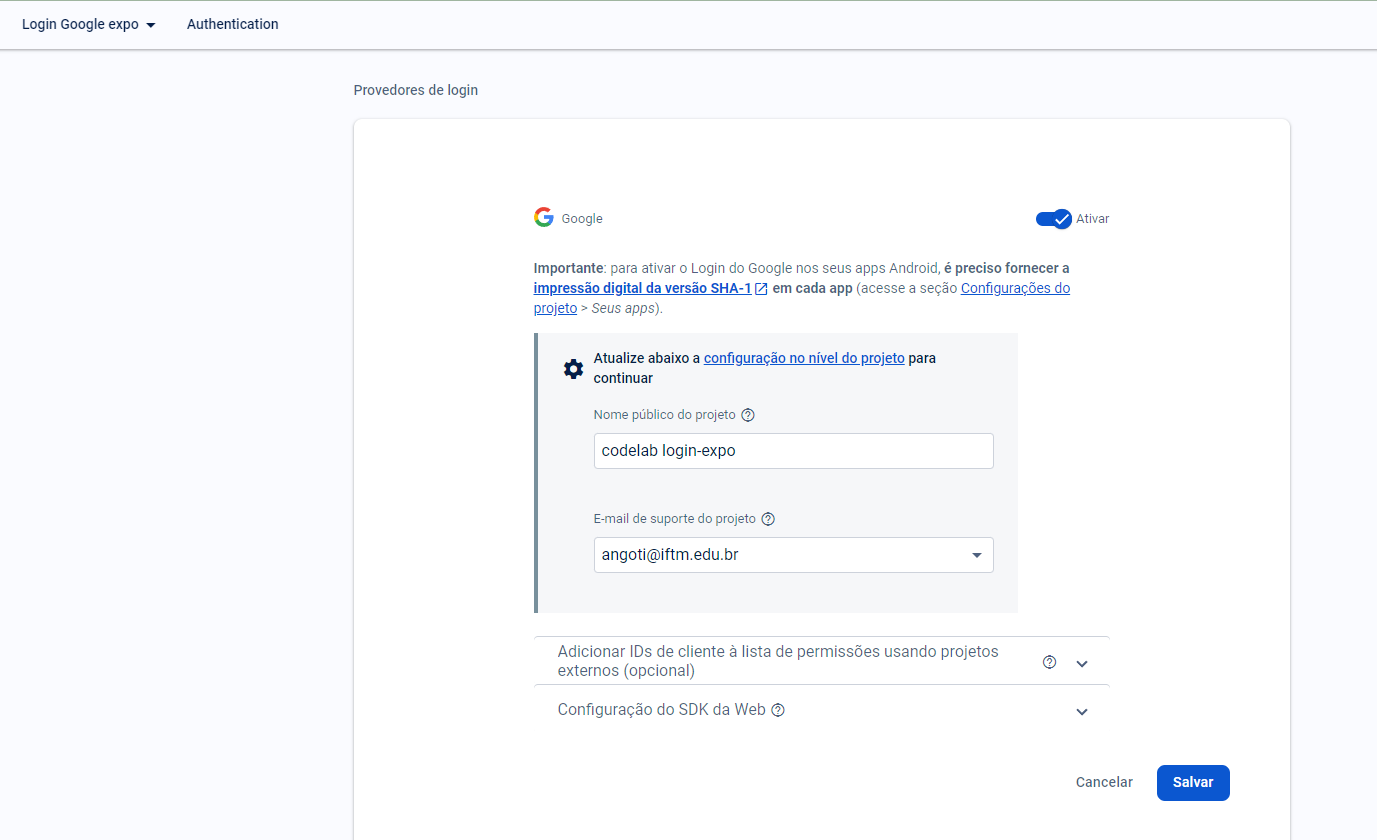 Login Google expo Authentication
Provedores de login
Google Ativar
Importante: para ativar o Login do Google nos seus apps Android, é preciso fornecer a
impressão digital da versão SHA-1 em cada app (acesse a seção Configurações do
projeto > Seus apps).
Atualize abaixo a configuração no nível do projeto para
continuar
Nome público do projeto
codelab login-expo
E-mail de suporte do projeto
angoti@iftm.edu.br
Adicionar IDs de cliente à lista de permissões usando projetos
externos (opcional)
Configuração do SDK da Web
Cancelar Salvar